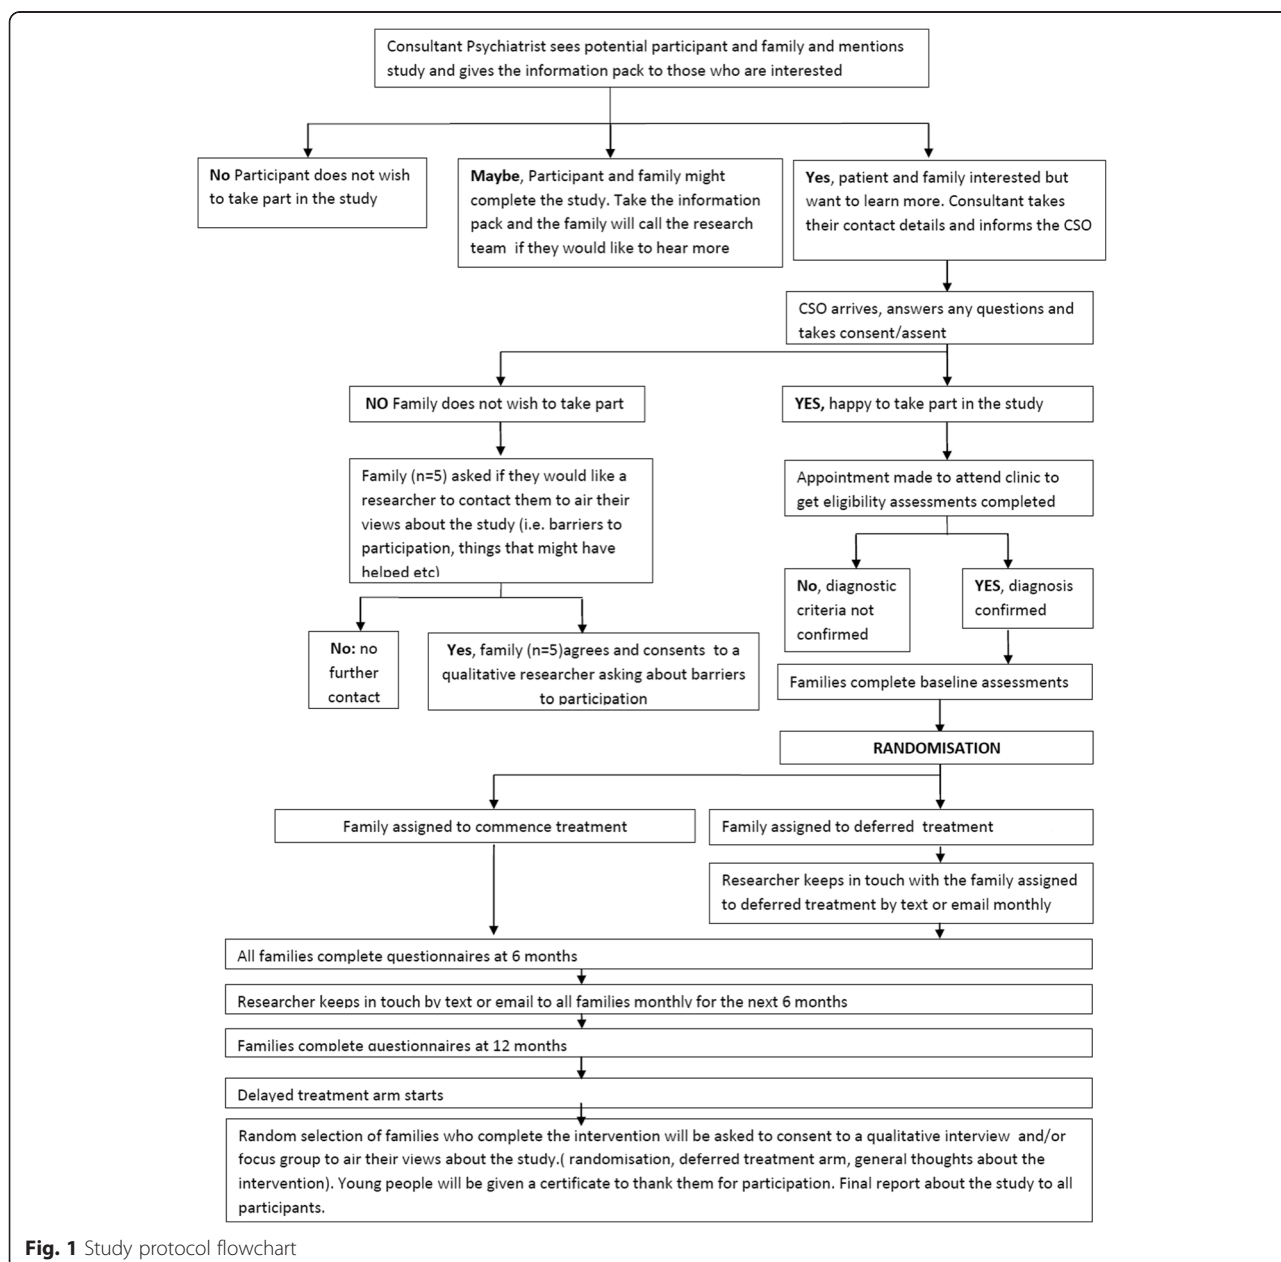 Consultant Psychiatrist sees potential participant and family and mentions
study and gives the information pack to those who are interested
No Participant does not wish
to take part in the study
Maybe, Participant and family might
complete the study. Take the information
pack and the family will call the research
team if they would like to hear more
Yes, patient and family interested but
want to learn more. Consultant takes
their contact details and informs the CSO
CSO arrives, answers any questions and
takes consent/assent
NO Family does not wish to take part
YES, happy to take part in the study
Family (n=5) asked if they would like a
researcher to contact them to air their
views about the study (i.e. barriers to
participation, things that might have
helped etc)
Appointment made to attend clinic to
get eligibility assessments completed
No, diagnostic
criteria not
confirmed
YES, diagnosis
confirmed
No: no
further
contact
Yes, family (n=5)agrees and consents to a
qualitative researcher asking about barriers
to participation
Families complete baseline assessments
RANDOMISATION
Family assigned to commence treatment
Family assigned to deferred treatment
Researcher keeps in touch with the family assigned
to deferred treatment by text or email monthly
All families complete questionnaires at 6 months
Researcher keeps in touch by text or email to all families monthly for the next 6 months
Families complete questionnaires at 12 months
Delayed treatment arm starts
Random selection of families who complete the intervention will be asked to consent to a qualitative interview and/or
focus group to air their views about the study.( randomisation, deferred treatment arm, general thoughts about the
intervention). Young people will be given a certificate to thank them for participation. Final report about the study to all
participants.
Fig. 1 Study protocol flowchart